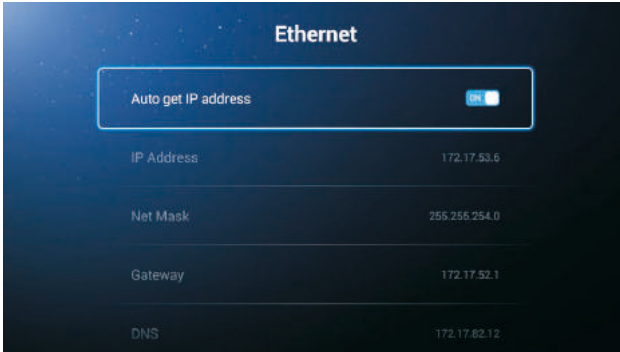 Ethernet
Auto get IP address ON
IP Address 172.17.53.6
Net Mask 255.255.254.0
Gateway 172.17.52.1
DNS 172.17.82.12